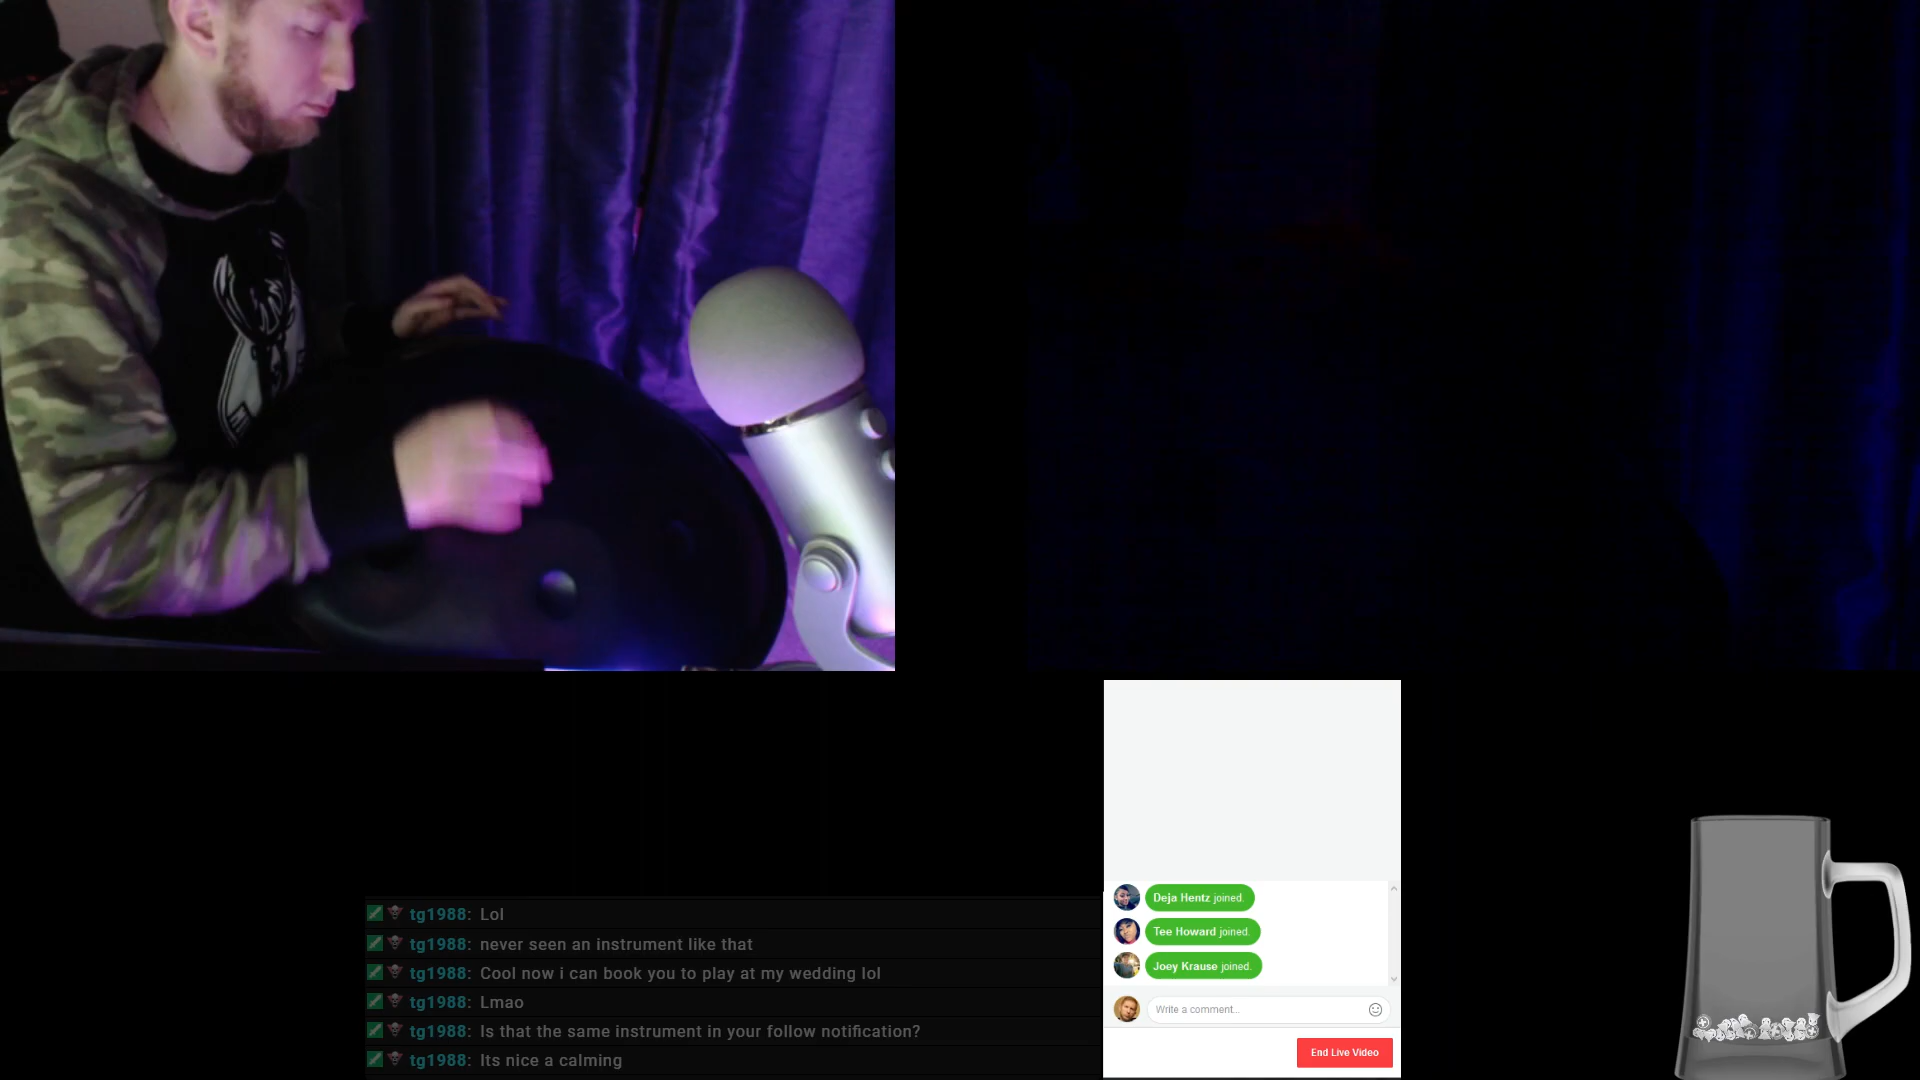 tg1988: Lol
tg1988: never seen an instrument like that
tg1988: Cool now i can book you to play at my wedding lol
tg1988: Lmao
tg1988: Is that the same instrument in your follow notification?
tg1988: Its nice a calming
Deja Hentz joined.
Tee Howard joined.
Joey Krause joined.
Write a comment...
End Live Video